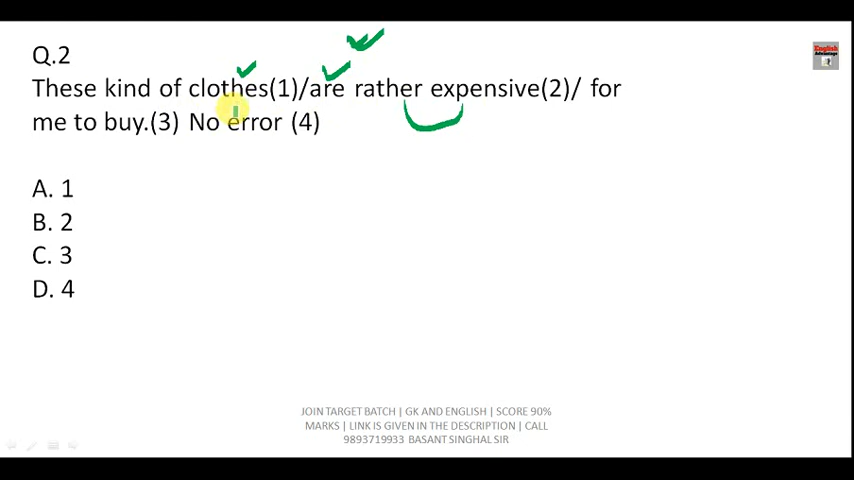 Q.2
These kind of clothes(1)/are rather expensive(2)/ for
me to buy.(3) No error (4)
A. 1
B. 2
C. 3
D. 4
English
Advantage
JOIN TARGET BATCH | GK AND ENGLISH | SCORE 90%
MARKS | LINK IS GIVEN IN THE DESCRIPTION | CALL
9893719933 BASANT SINGHAL SIR